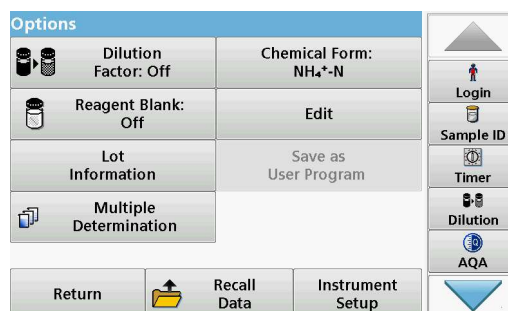 Options
Dilution
Factor: Off
Chemical Form:
NH₄⁺-N
Login
Reagent Blank:
Off
Edit
Sample ID
Lot
Information
Save as
User Program
Timer
Multiple
Determination
Dilution
AQA
Return
Recall
Data
Instrument
Setup